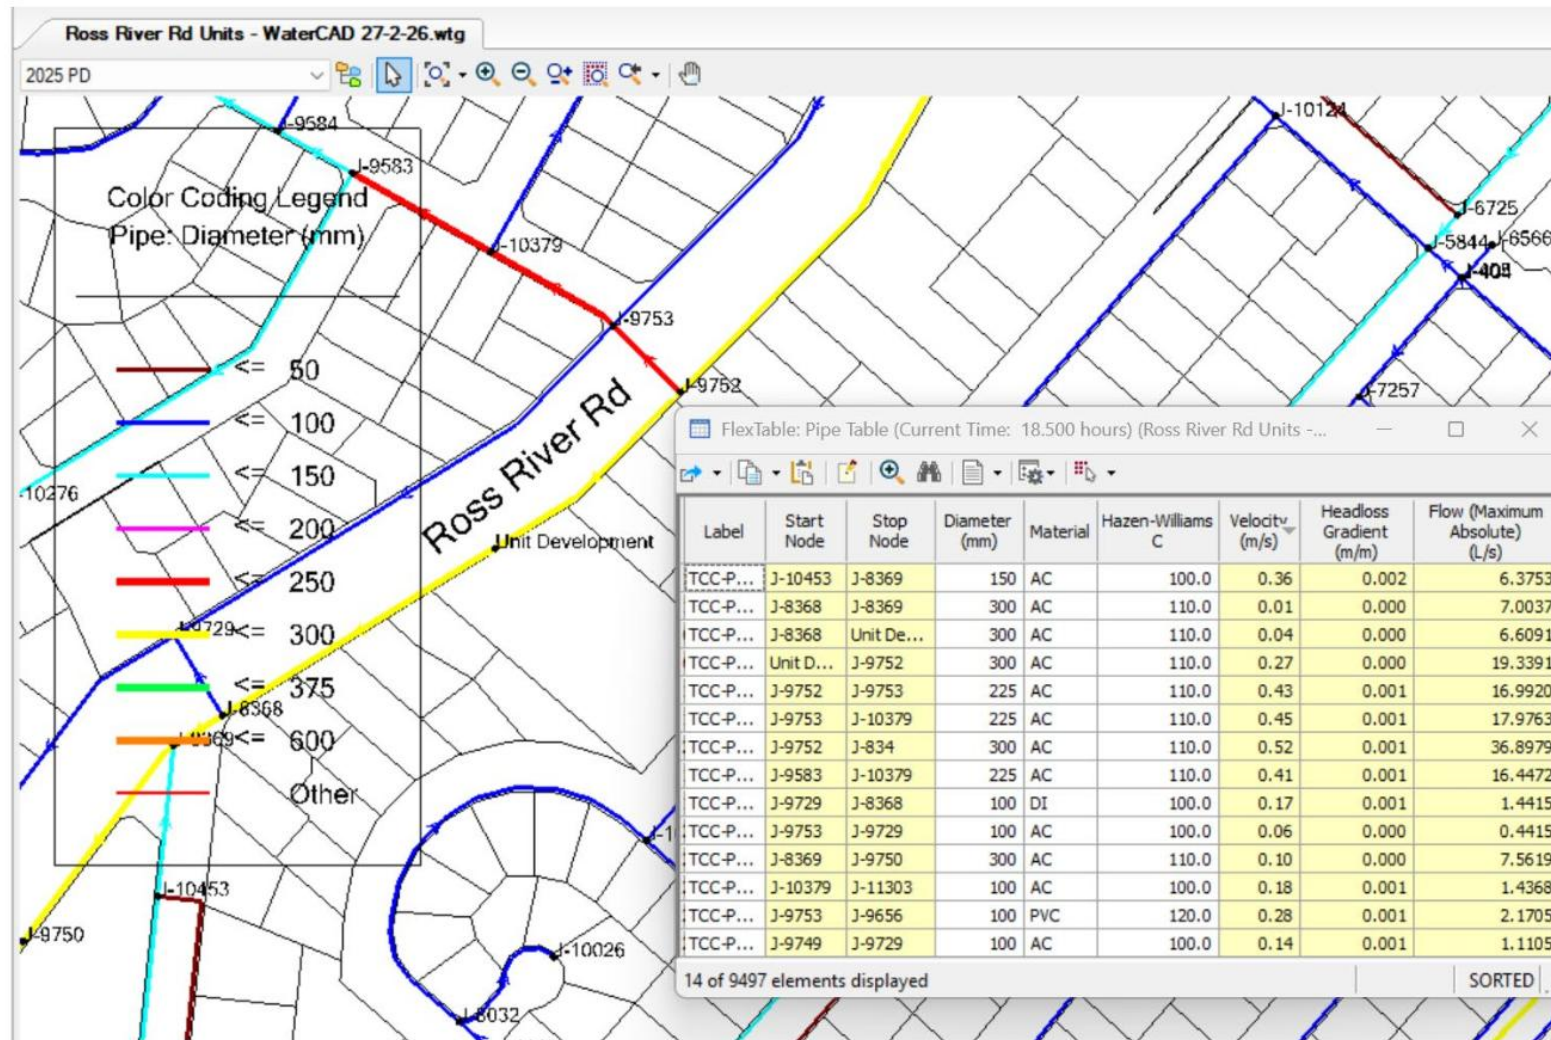 Ross River Rd Units - WaterCAD 27-2-26.wtg
2025 PD
J-9584
J-9583
J-10124
Color Coding Legend
Pipe: Diameter (mm)
J-10379
J-6725
J-5844
J-6566
J-9753
<= 50
J-9752
J-7257
<= 100
<= 150
-10276
<= 200
Ross River Rd
Unit Development
<= 250
<= 300
<= 375
J-8368
<= 600
Other
J-10453
J-9750
J-10026
J-8032
FlexTable: Pipe Table (Current Time: 18.500 hours) (Ross River Rd Units -...
Label Start Node Stop Node Diameter (mm) Material Hazen-Williams C Velocity (m/s) Headloss Gradient (m/m) Flow (Maximum Absolute) (L/s)
TCC-P... J-10453 J-8369 150 AC 100.0 0.36 0.002 6.3753
TCC-P... J-8368 J-8369 300 AC 110.0 0.01 0.000 7.0037
TCC-P... J-8368 Unit De... 300 AC 110.0 0.04 0.000 6.6091
TCC-P... Unit D... J-9752 300 AC 110.0 0.27 0.000 19.3391
TCC-P... J-9752 J-9753 225 AC 110.0 0.43 0.001 16.9920
TCC-P... J-9753 J-10379 225 AC 110.0 0.45 0.001 17.9763
TCC-P... J-9752 J-834 300 AC 110.0 0.52 0.001 36.8979
TCC-P... J-9583 J-10379 225 AC 110.0 0.41 0.001 16.4472
TCC-P... J-9729 J-8368 100 DI 100.0 0.17 0.001 1.4415
TCC-P... J-9753 J-9729 100 AC 100.0 0.06 0.000 0.4415
TCC-P... J-8369 J-9750 300 AC 110.0 0.10 0.000 7.5619
TCC-P... J-10379 J-11303 100 AC 100.0 0.18 0.001 1.4368
TCC-P... J-9753 J-9656 100 PVC 120.0 0.28 0.001 2.1705
TCC-P... J-9749 J-9729 100 AC 100.0 0.14 0.001 1.1105
14 of 9497 elements displayed
SORTED